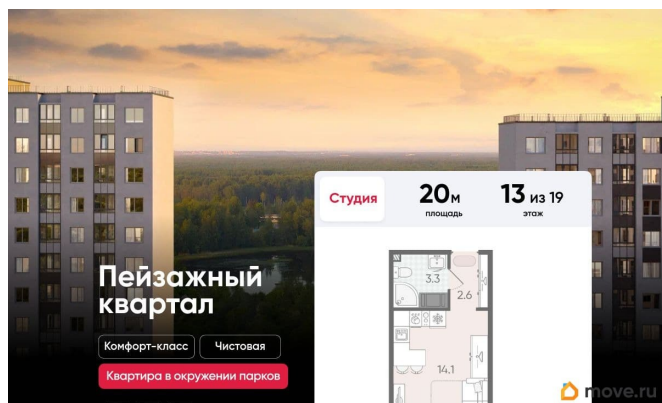 Студия
20м
площадь
13 из 19
этаж
3.3
2.6
14.1
Пейзажный
квартал
Комфорт-класс
Чистовая
Квартира в окружении парков
move.ru